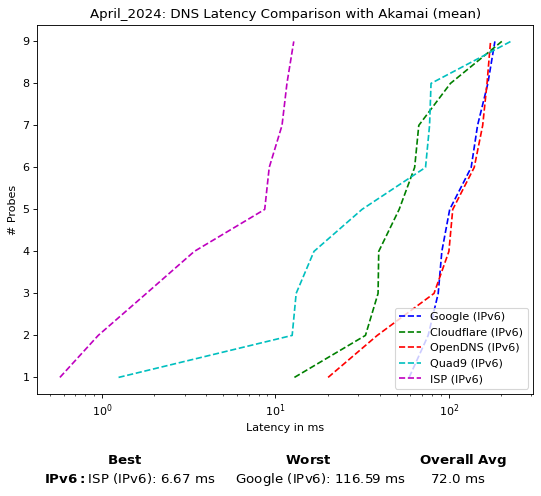 April_2024: DNS Latency Comparison with Akamai (mean)
9
8
7
6
5
4
3
2
1
# Probes
Google (IPv6)
Cloudflare (IPv6)
OpenDNS (IPv6)
Quad9 (IPv6)
ISP (IPv6)
10⁰ 10¹ 10²
Latency in ms
Best Worst Overall Avg
IPv6: ISP (IPv6): 6.67 ms Google (IPv6): 116.59 ms 72.0 ms